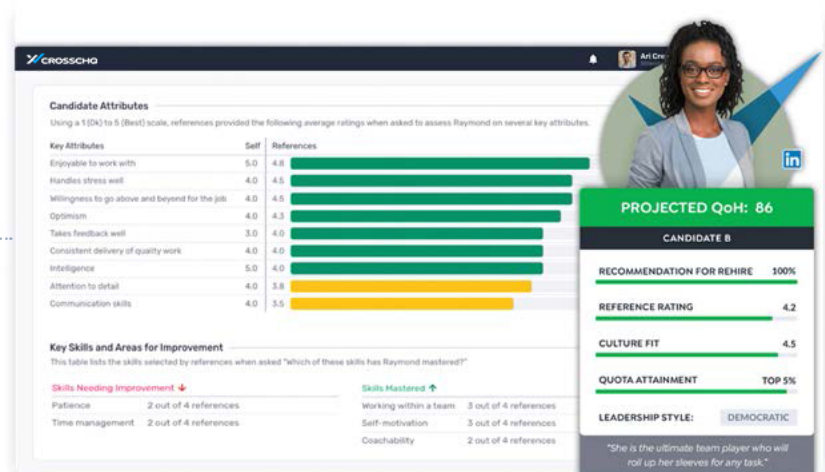 CROSSCHQ
Ari Cre
Candidate Attributes
Using a 1 (Ok) to 5 (Best) scale, references provided the following average ratings when asked to assess Raymond on several key attributes.
Key Attributes Self References
Enjoyable to work with 5.0 4.8
Handles stress well 4.0 4.5
Willingness to go above and beyond for the job 4.0 4.5
Optimism 4.0 4.3
Takes feedback well 3.0 4.0
Consistent delivery of quality work 4.0 4.0
Intelligence 5.0 4.0
Attention to detail 4.0 3.8
Communication skills 4.0 3.5
Key Skills and Areas for Improvement
This table lists the skills selected by references when asked "Which of these skills has Raymond mastered?"
Skills Needing Improvement ↓
Patience 2 out of 4 references
Time management 2 out of 4 references
Skills Mastered ↑
Working within a team 3 out of 4 references
Self-motivation 3 out of 4 references
Coachability 2 out of 4 references
in
PROJECTED QoH: 86
CANDIDATE B
RECOMMENDATION FOR REHIRE 100%
REFERENCE RATING 4.2
CULTURE FIT 4.5
QUOTA ATTAINMENT TOP 5%
LEADERSHIP STYLE: DEMOCRATIC
"She is the ultimate team player who will
roll up her sleeves for any task."